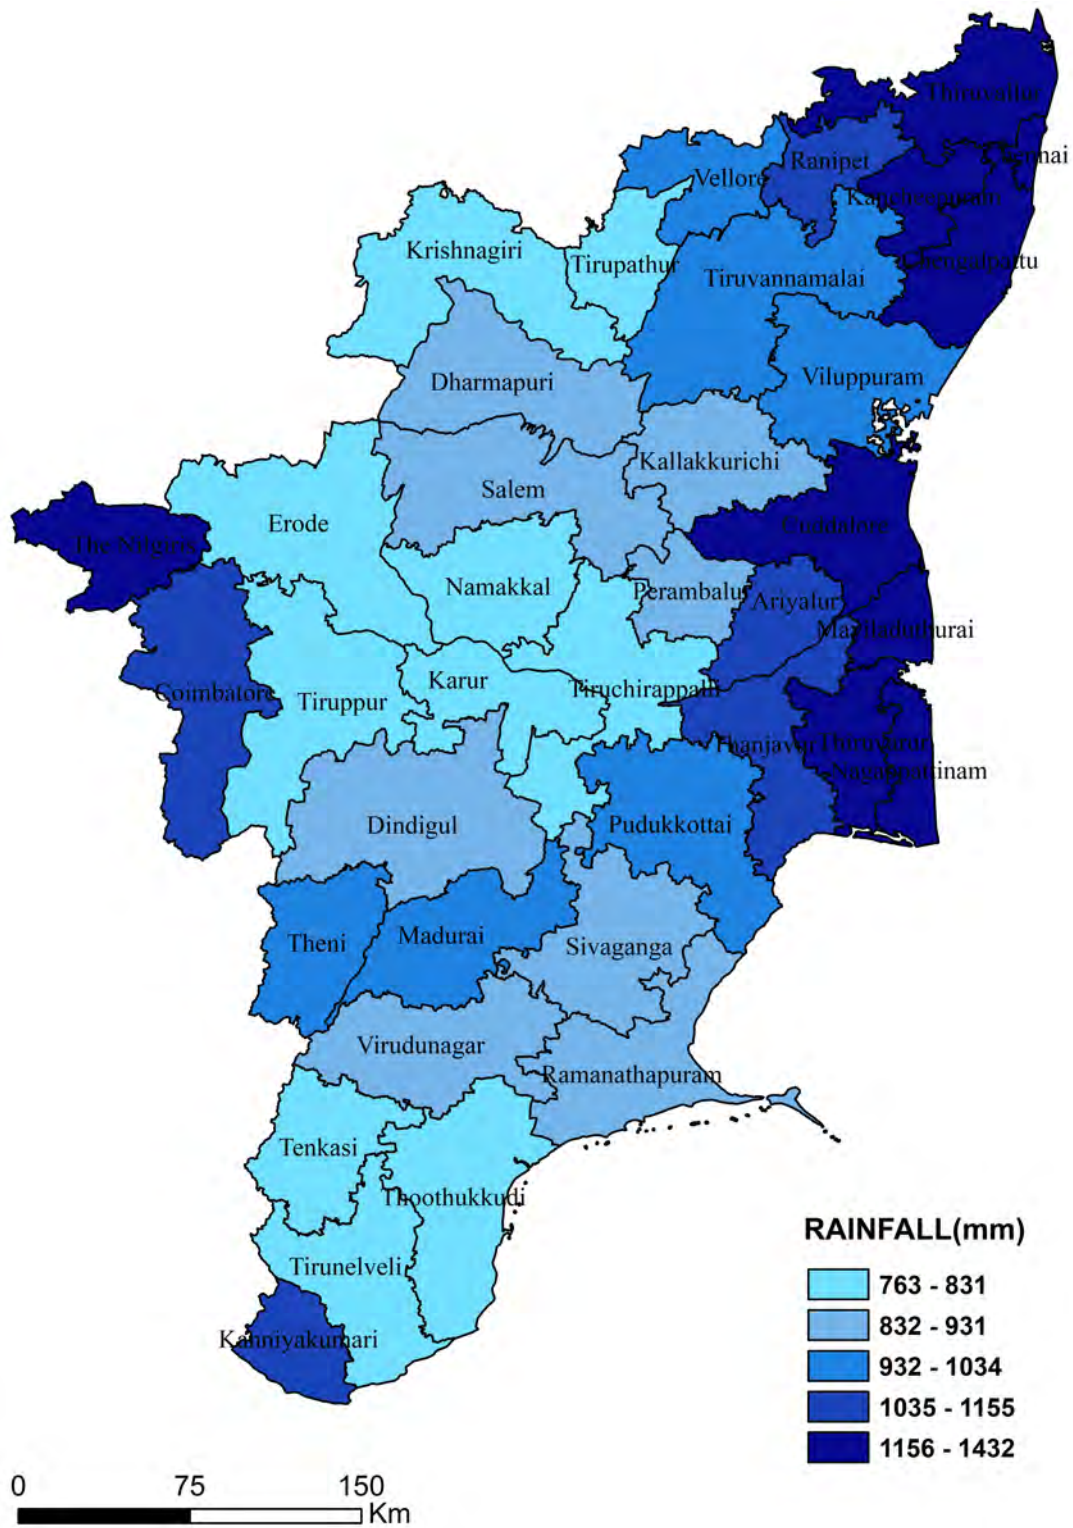 Thiruvallur
Chennai
Ranipet
Vellore
Kancheepuram
Krishnagiri
Tirupathur
Chengalpattu
Tiruvannamalai
Viluppuram
Dharmapuri
Kallakkurichi
Salem
Erode
Cuddalore
The Nilgiris
Namakkal
Perambalur
Ariyalur
Mayiladuthurai
Karur
Tiruchirappalli
Coimbatore
Tiruppur
Thanjavur
Thiruvarur
Nagappattinam
Dindigul
Pudukkottai
Theni
Madurai
Sivaganga
Virudunagar
Ramanathapuram
Tenkasi
Thoothukkudi
Tirunelveli
Kanniyakumari
RAINFALL(mm)
763 - 831
832 - 931
932 - 1034
1035 - 1155
1156 - 1432
0 75 150
Km